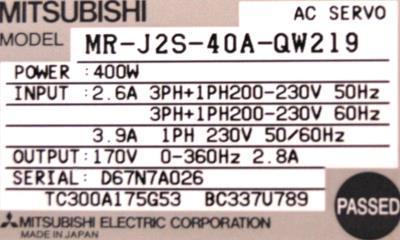 MITSUBISHI AC SERVO
MODEL MR-J2S-40A-QW219
POWER : 400W
INPUT : 2.6A 3PH+1PH200-230V 50Hz
3PH+1PH200-230V 60Hz
3.9A 1PH 230V 50/60Hz
OUTPUT: 170V 0-360Hz 2.8A
SERIAL: D67N7A026
TC300A175G53 BC337U789
PASSED
MITSUBISHI ELECTRIC CORPORATION
MADE IN JAPAN